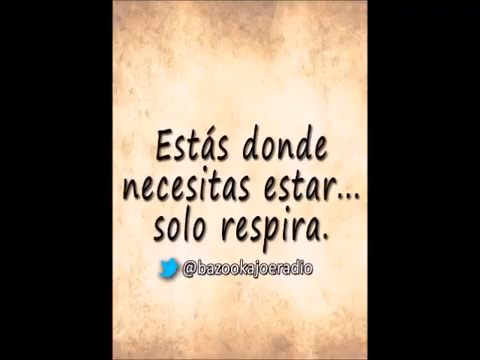 Estás donde
necesitas estar...
solo respira.
@bazookajoeradio